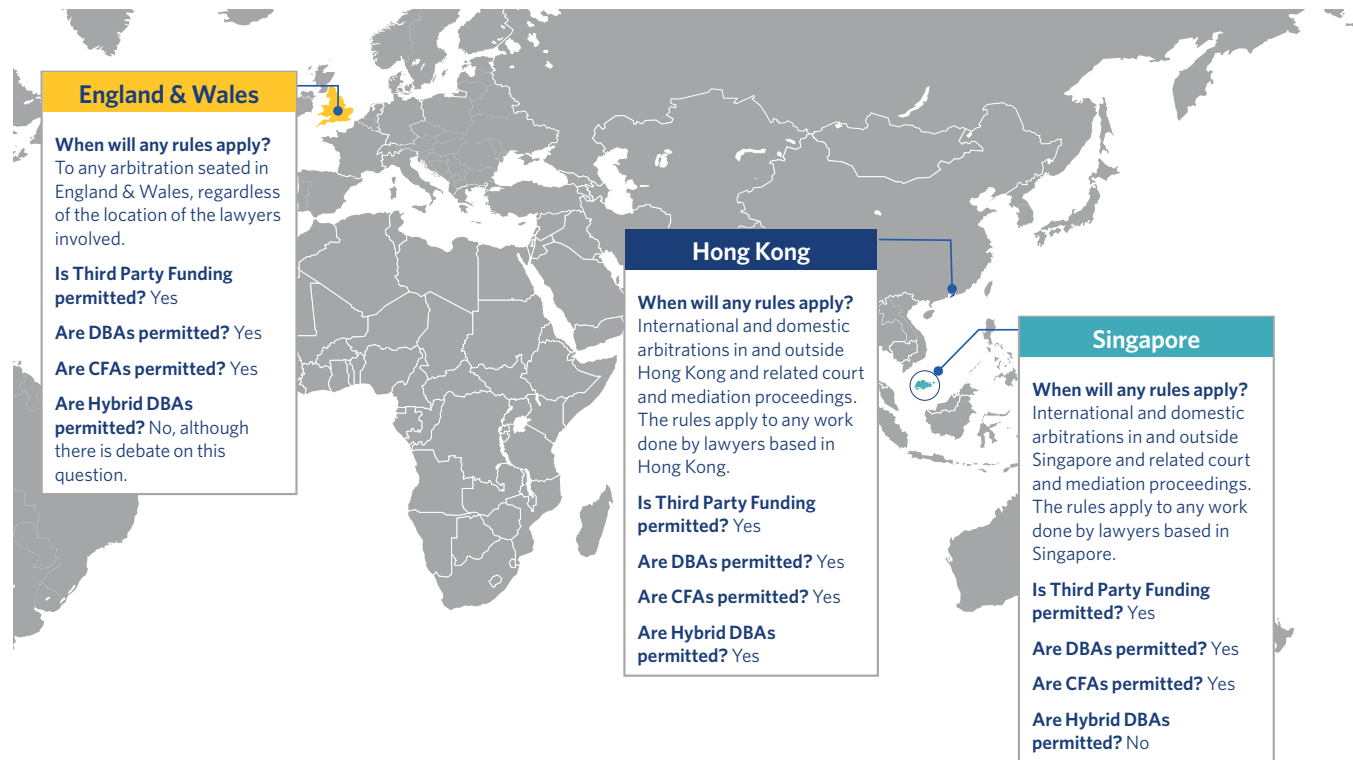 England & Wales
When will any rules apply?
To any arbitration seated in
England & Wales, regardless
of the location of the lawyers
involved.
Is Third Party Funding
permitted? Yes
Are DBAs permitted? Yes
Are CFAs permitted? Yes
Are Hybrid DBAs
permitted? No, although
there is debate on this
question.
Hong Kong
When will any rules apply?
International and domestic
arbitrations in and outside
Hong Kong and related court
and mediation proceedings.
The rules apply to any work
done by lawyers based in
Hong Kong.
Is Third Party Funding
permitted? Yes
Are DBAs permitted? Yes
Are CFAs permitted? Yes
Are Hybrid DBAs
permitted? Yes
Singapore
When will any rules apply?
International and domestic
arbitrations in and outside
Singapore and related court
and mediation proceedings.
The rules apply to any work
done by lawyers based in
Singapore.
Is Third Party Funding
permitted? Yes
Are DBAs permitted? Yes
Are CFAs permitted? Yes
Are Hybrid DBAs
permitted? No